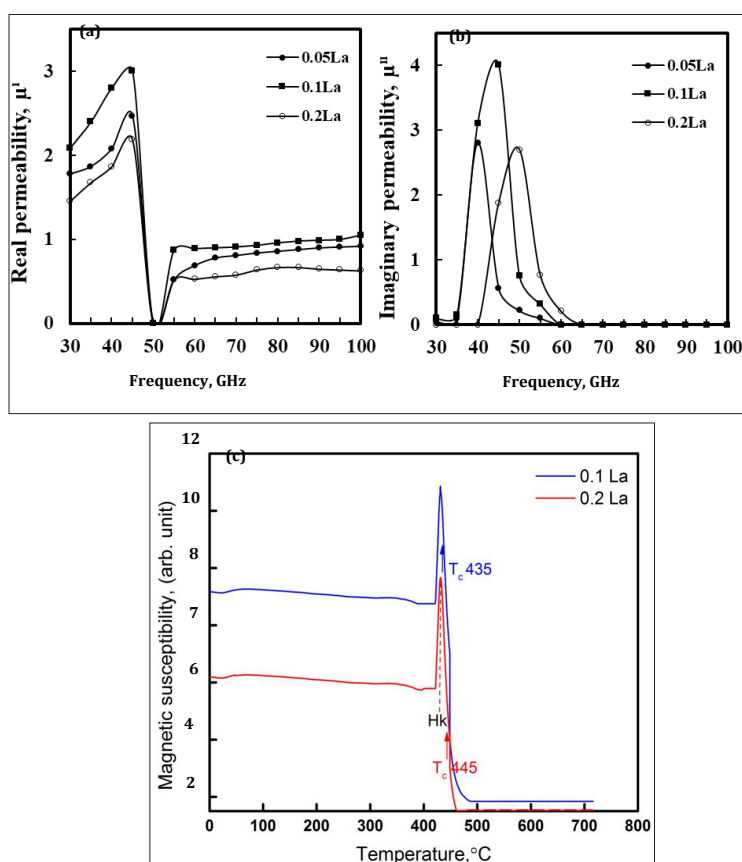 (a)
0.05La
0.1La
0.2La
3
2
1
0
Real permeability, μ¹
30 40 50 60 70 80 90 100
Frequency, GHz
(b)
0.05La
0.1La
0.2La
4
3
2
1
0
Imaginary permeability, μ¹¹
30 40 50 60 70 80 90 100
Frequency, GHz
(c)
0.1 La
0.2 La
12
10
8
7
6
4
2
Magnetic susceptibility, (arb. unit)
Tc 435
Hk
Tc 445
0 100 200 300 400 500 600 700 800
Temperature,°C